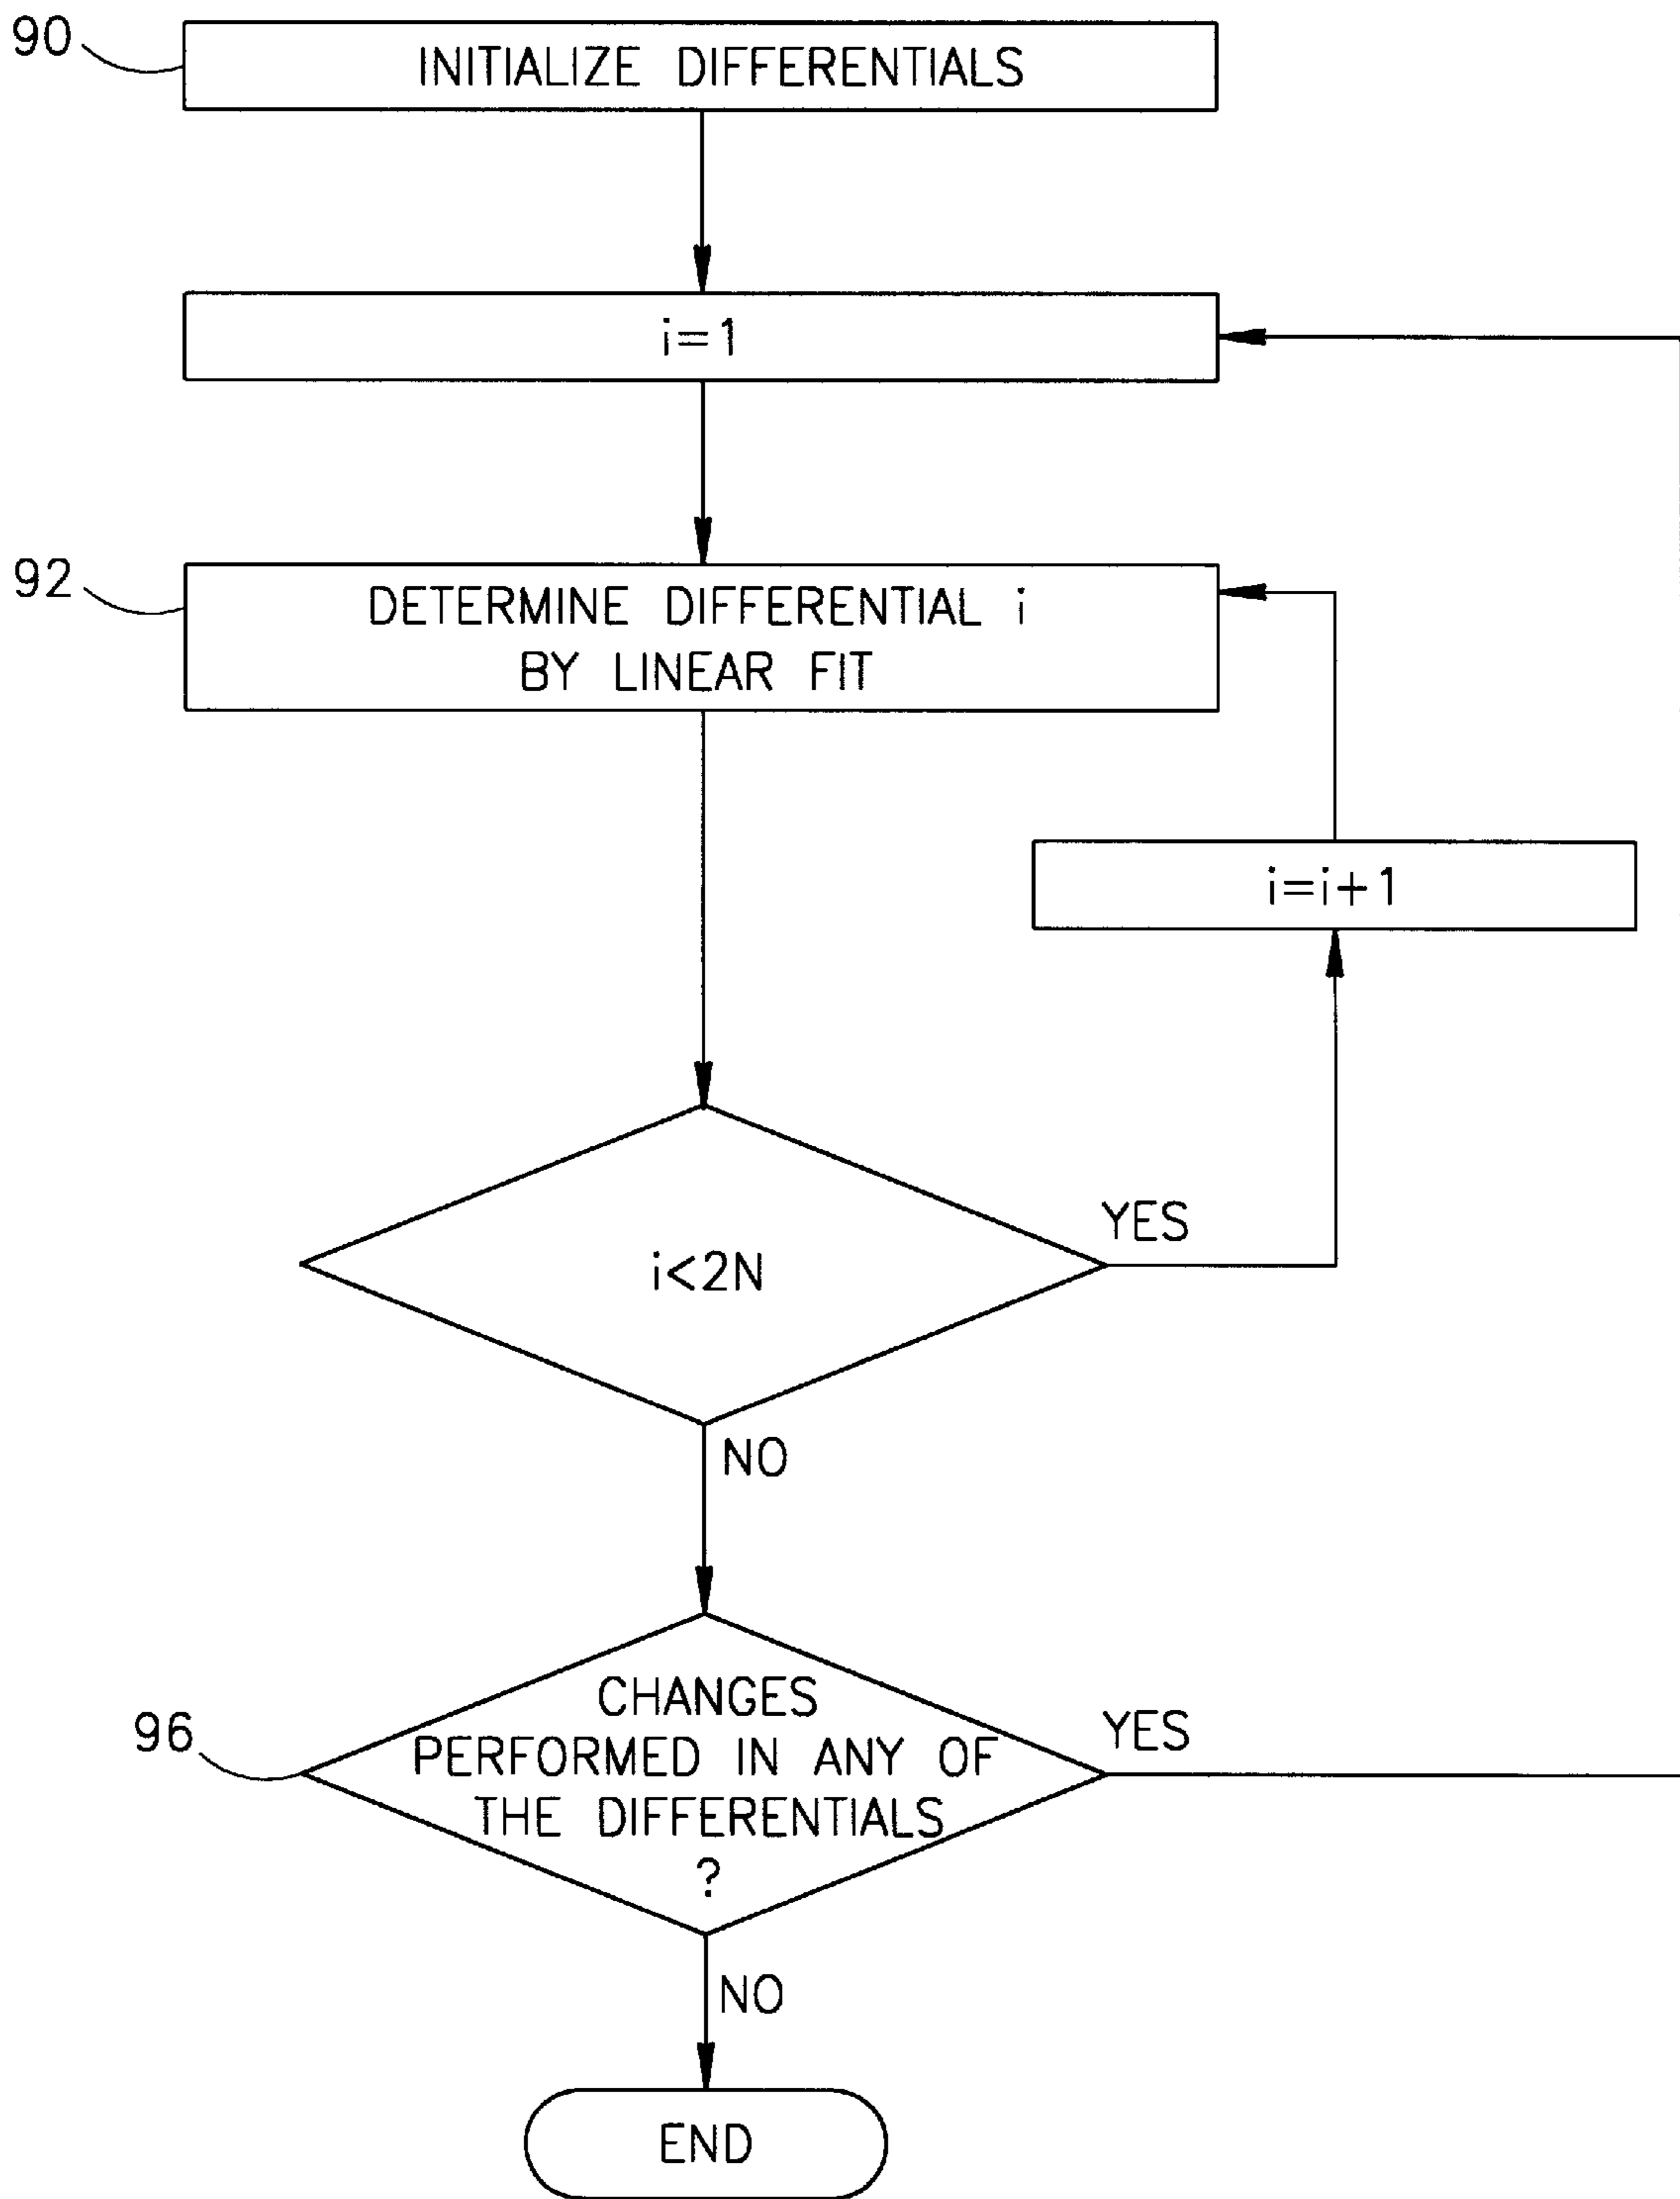 90
INITIALIZE DIFFERENTIALS
i=1
92
DETERMINE DIFFERENTIAL i
BY LINEAR FIT
i=i+1
i<2N
YES
NO
96
CHANGES
PERFORMED IN ANY OF
THE DIFFERENTIALS
?
YES
NO
END